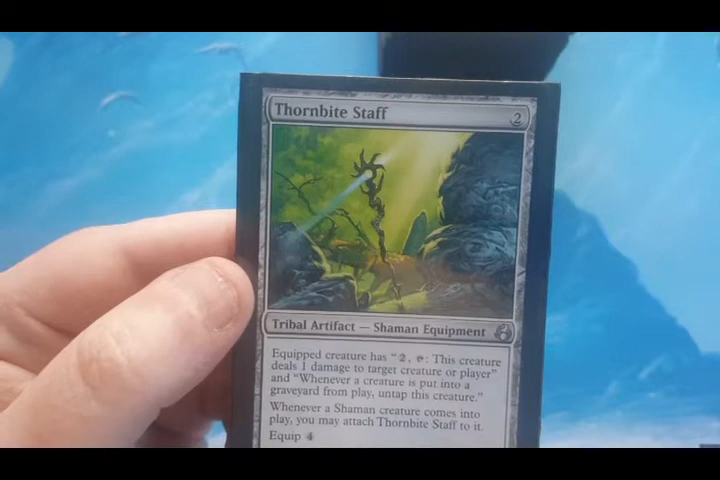 Thornbite Staff 2
Tribal Artifact — Shaman Equipment
Equipped creature has "2, T: This creature
deals 1 damage to target creature or player"
and "Whenever a creature is put into a
graveyard from play, untap this creature."
Whenever a Shaman creature comes into
play, you may attach Thornbite Staff to it.
Equip 4